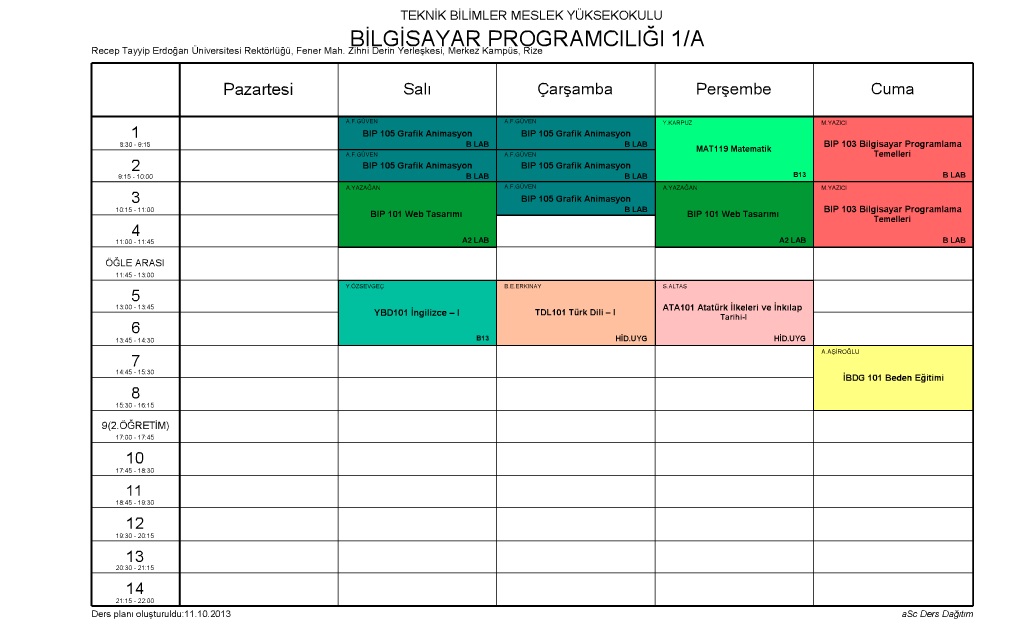 TEKNİK BİLİMLER MESLEK YÜKSEKOKULU
BİLGİSAYAR PROGRAMCILIĞI 1/A
Recep Tayyip Erdoğan Üniversitesi Rektörlüğü, Fener Mah. Zihni Derin Yerleşkesi, Merkez Kampüs, Rize
Pazartesi Salı Çarşamba Perşembe Cuma
1
8:30 - 9:15
A.F.GÜVEN
BIP 105 Grafik Animasyon
B LAB
A.F.GÜVEN
BIP 105 Grafik Animasyon
B LAB
Y.KARPUZ
MAT119 Matematik
B13
M.YAZICI
BIP 103 Bilgisayar Programlama
Temelleri
B LAB
2
9:15 - 10:00
A.F.GÜVEN
BIP 105 Grafik Animasyon
B LAB
A.F.GÜVEN
BIP 105 Grafik Animasyon
B LAB
3
10:15 - 11:00
A.YAZAĞAN
BIP 101 Web Tasarımı
A2 LAB
A.F.GÜVEN
BIP 105 Grafik Animasyon
B LAB
A.YAZAĞAN
BIP 101 Web Tasarımı
A2 LAB
M.YAZICI
BIP 103 Bilgisayar Programlama
Temelleri
B LAB
4
11:00 - 11:45
ÖĞLE ARASI
11:45 - 13:00
5
13:00 - 13:45
Y.ÖZSEVGEÇ
YBD101 İngilizce – I
B13
B.E.ERKINAY
TDL101 Türk Dili – I
HİD.UYG
S.ALTAŞ
ATA101 Atatürk İlkeleri ve İnkılap
Tarihi-I
HİD.UYG
6
13:45 - 14:30
7
14:45 - 15:30
A.AŞİROĞLU
İBDG 101 Beden Eğitimi
8
15:30 - 16:15
9(2.ÖĞRETİM)
17:00 - 17:45
10
17:45 - 18:30
11
18:45 - 19:30
12
19:30 - 20:15
13
20:30 - 21:15
14
21:15 - 22:00
Ders planı oluşturuldu:11.10.2013
aSc Ders Dağıtım